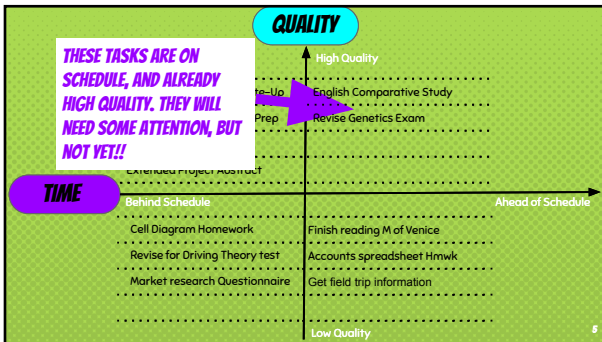 QUALITY
THESE TASKS ARE ON
SCHEDULE, AND ALREADY
HIGH QUALITY. THEY WILL
NEED SOME ATTENTION, BUT
NOT YET!!
High Quality
te-Up
English Comparative Study
Prep
Revise Genetics Exam
Extended Project Abstract
TIME
Behind Schedule
Ahead of Schedule
Cell Diagram Homework
Finish reading M of Venice
Revise for Driving Theory test
Accounts spreadsheet Hmwk
Market research Questionnaire
Get field trip information
Low Quality
5